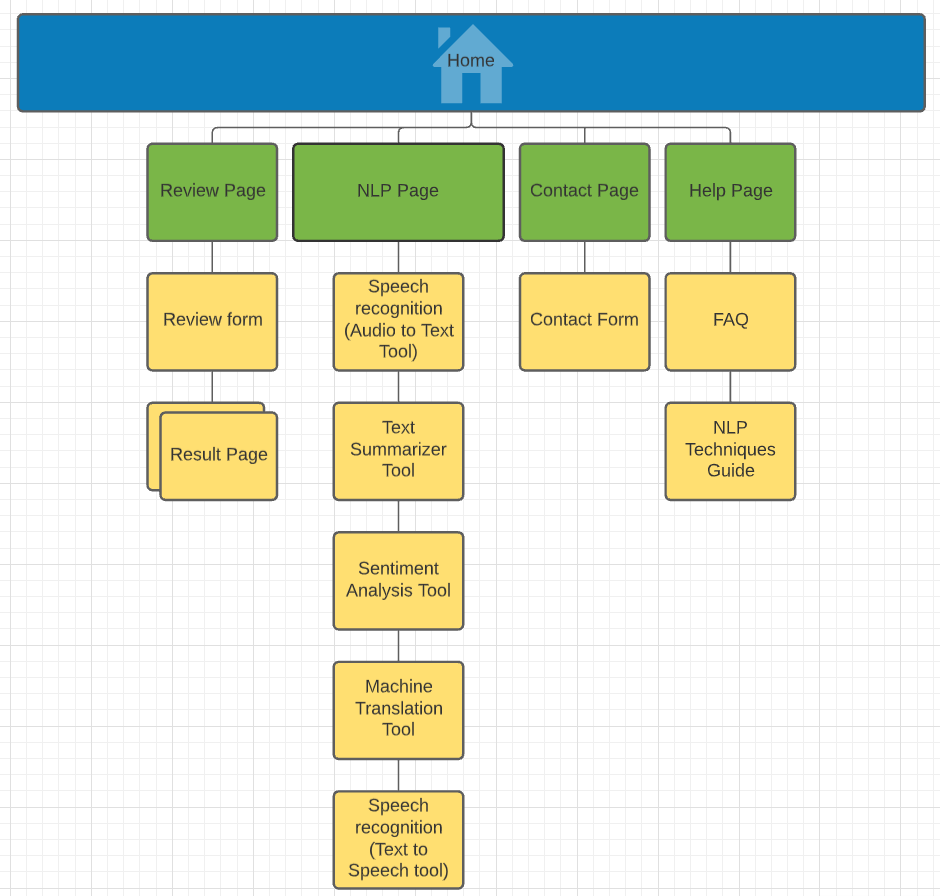 Home
Review Page
NLP Page
Contact Page
Help Page
Review form
Speech
recognition
(Audio to Text
Tool)
Contact Form
FAQ
Result Page
Text
Summarizer
Tool
NLP
Techniques
Guide
Sentiment
Analysis Tool
Machine
Translation
Tool
Speech
recognition
(Text to
Speech tool)